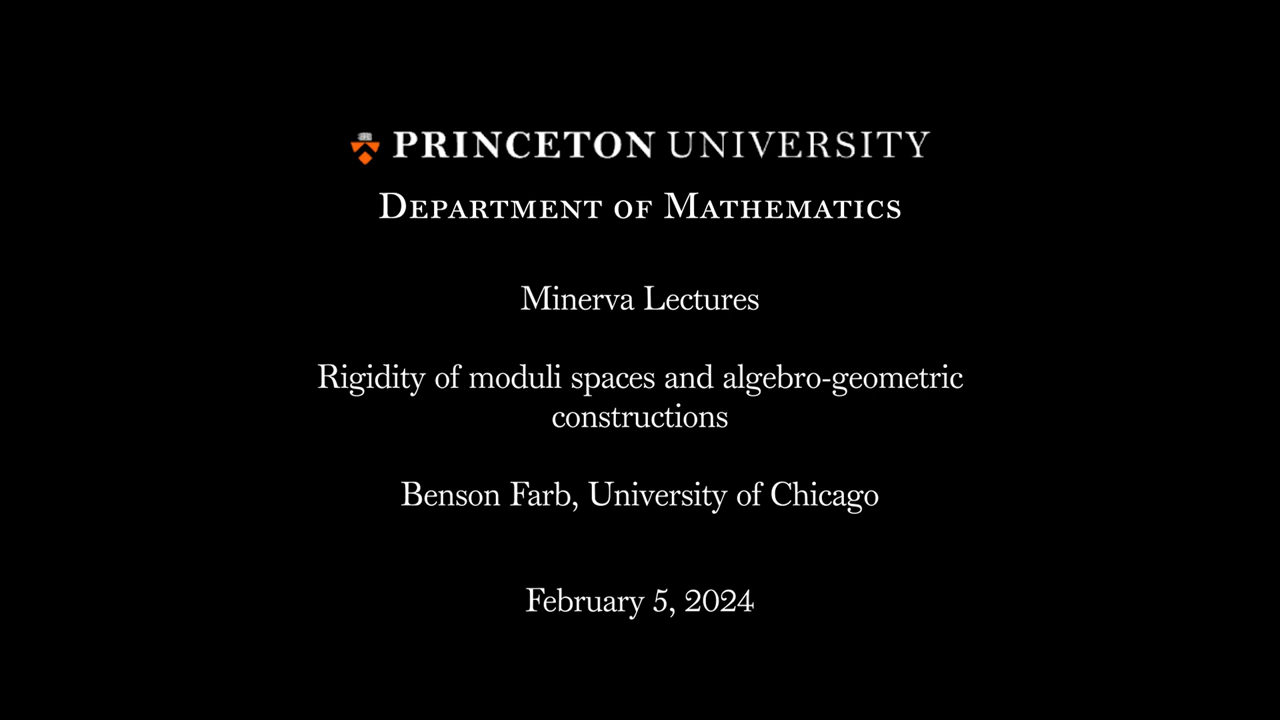 PRINCETON UNIVERSITY
DEPARTMENT OF MATHEMATICS
Minerva Lectures
Rigidity of moduli spaces and algebro-geometric
constructions
Benson Farb, University of Chicago
February 5, 2024